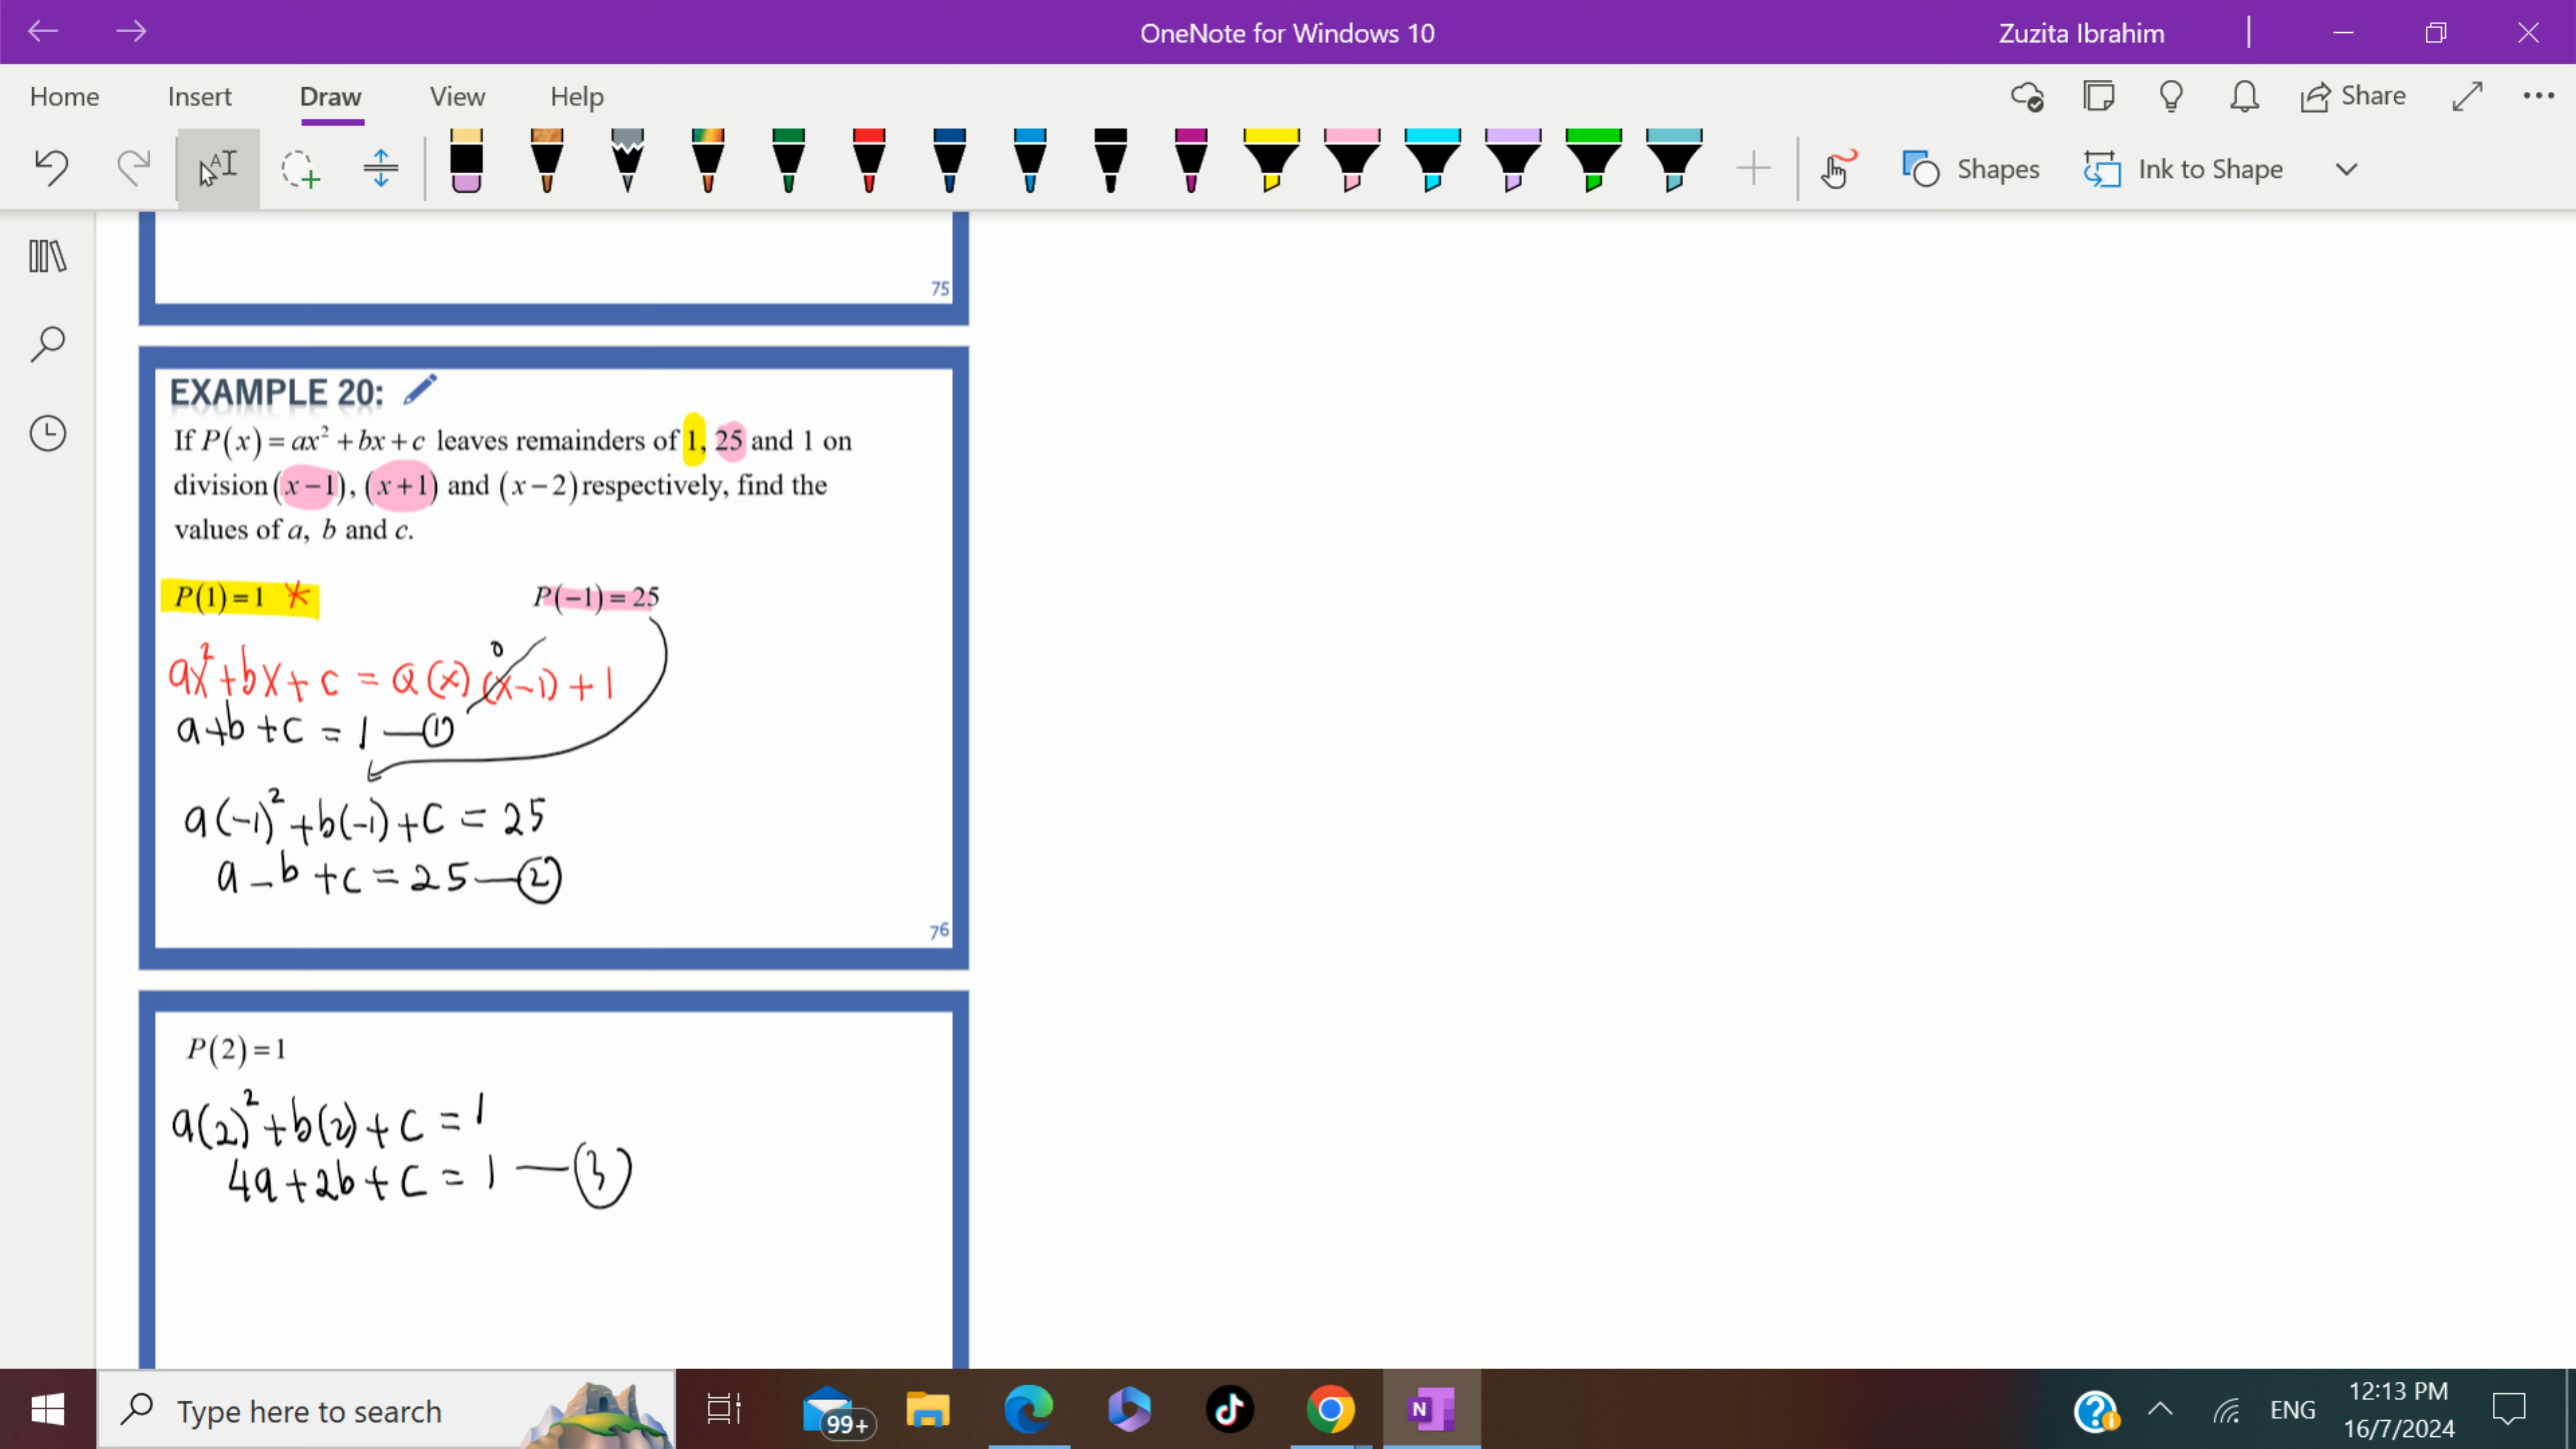 OneNote for Windows 10
Zuzita Ibrahim
Home Insert Draw View Help
Share
Shapes
Ink to Shape
75
EXAMPLE 20:
If P(x) = ax² + bx + c leaves remainders of 1, 25 and 1 on
division (x − 1), (x + 1) and (x − 2) respectively, find the
values of a, b and c.
P(1) = 1 *
P(−1) = 25
0
ax² + bx + c = Q(x) (x−1) + 1
a + b + c = 1 — ①
a(−1)² + b(−1) + c = 25
a − b + c = 25 — ②
76
P(2) = 1
a(2)² + b(2) + c = 1
4a + 2b + c = 1 — ③
Type here to search
99+
N
ENG
12:13 PM
16/7/2024